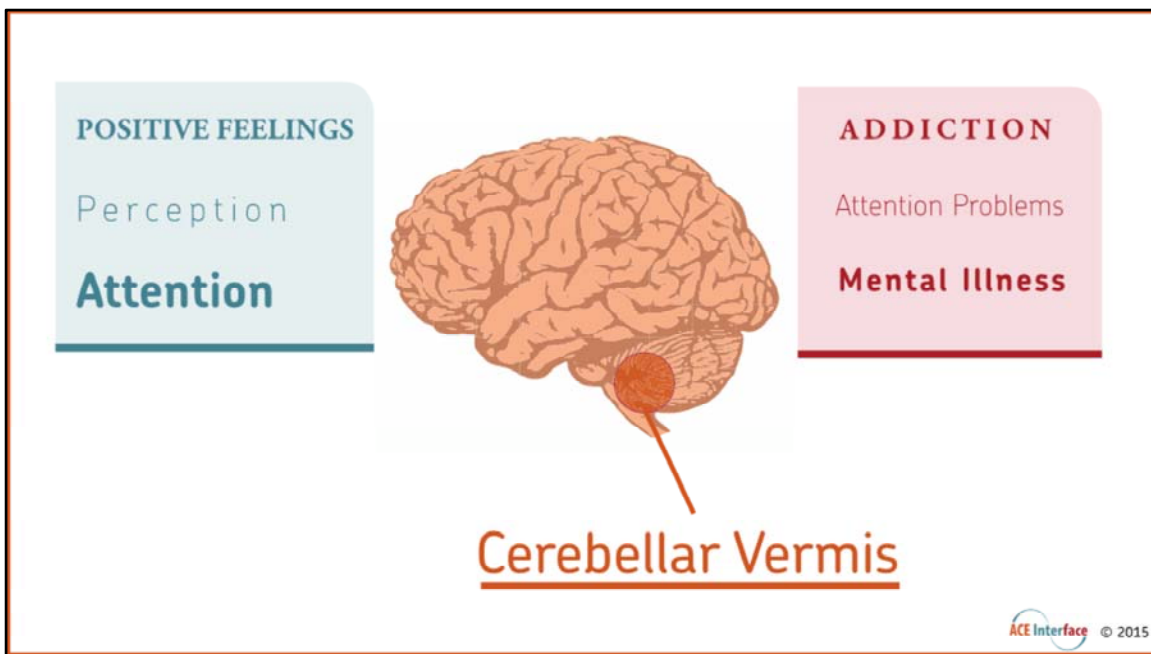 POSITIVE FEELINGS
Perception
Attention
ADDICTION
Attention Problems
Mental Illness
Cerebellar Vermis
ACE Interface © 2015